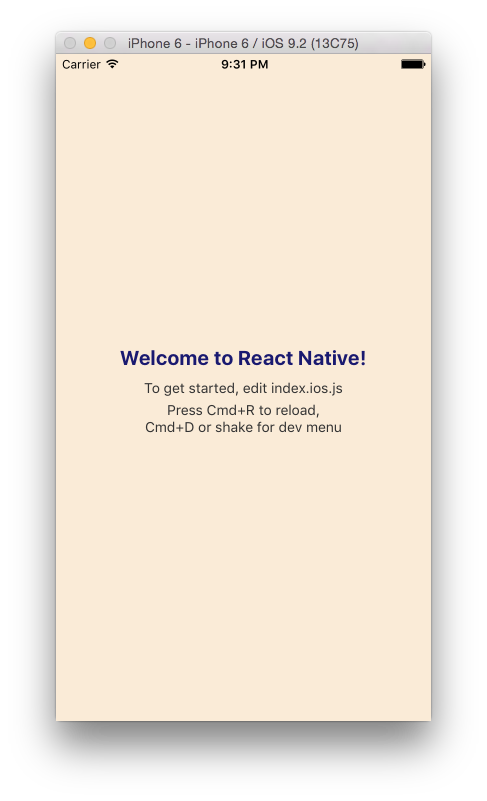 iPhone 6 - iPhone 6 / iOS 9.2 (13C75)
Carrier 9:31 PM
Welcome to React Native!
To get started, edit index.ios.js
Press Cmd+R to reload,
Cmd+D or shake for dev menu